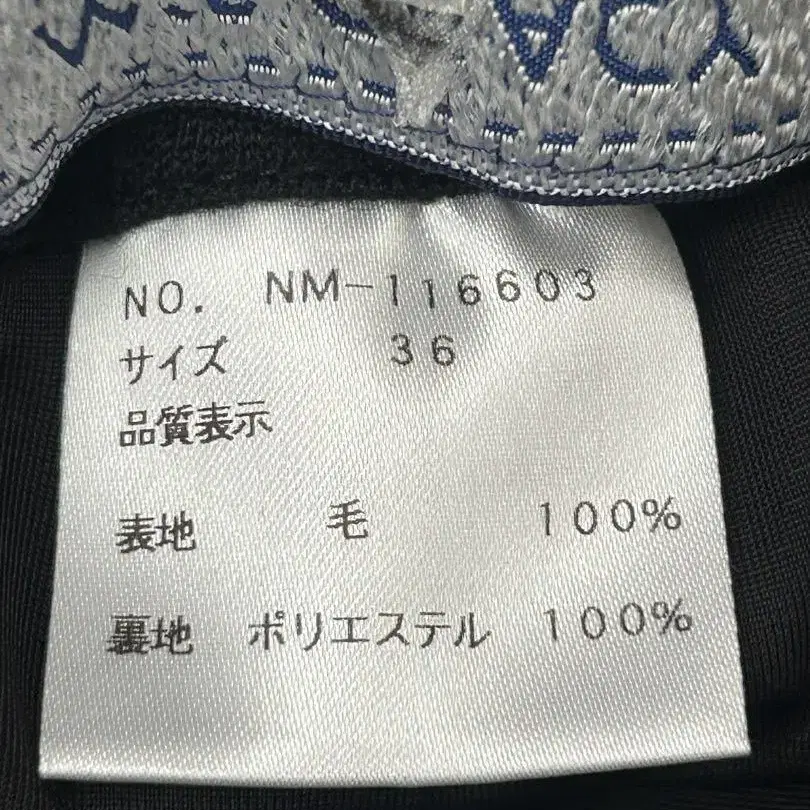 NO. NM-116603
サイズ 36
品質表示
表地 毛 100%
裏地 ポリエステル 100%